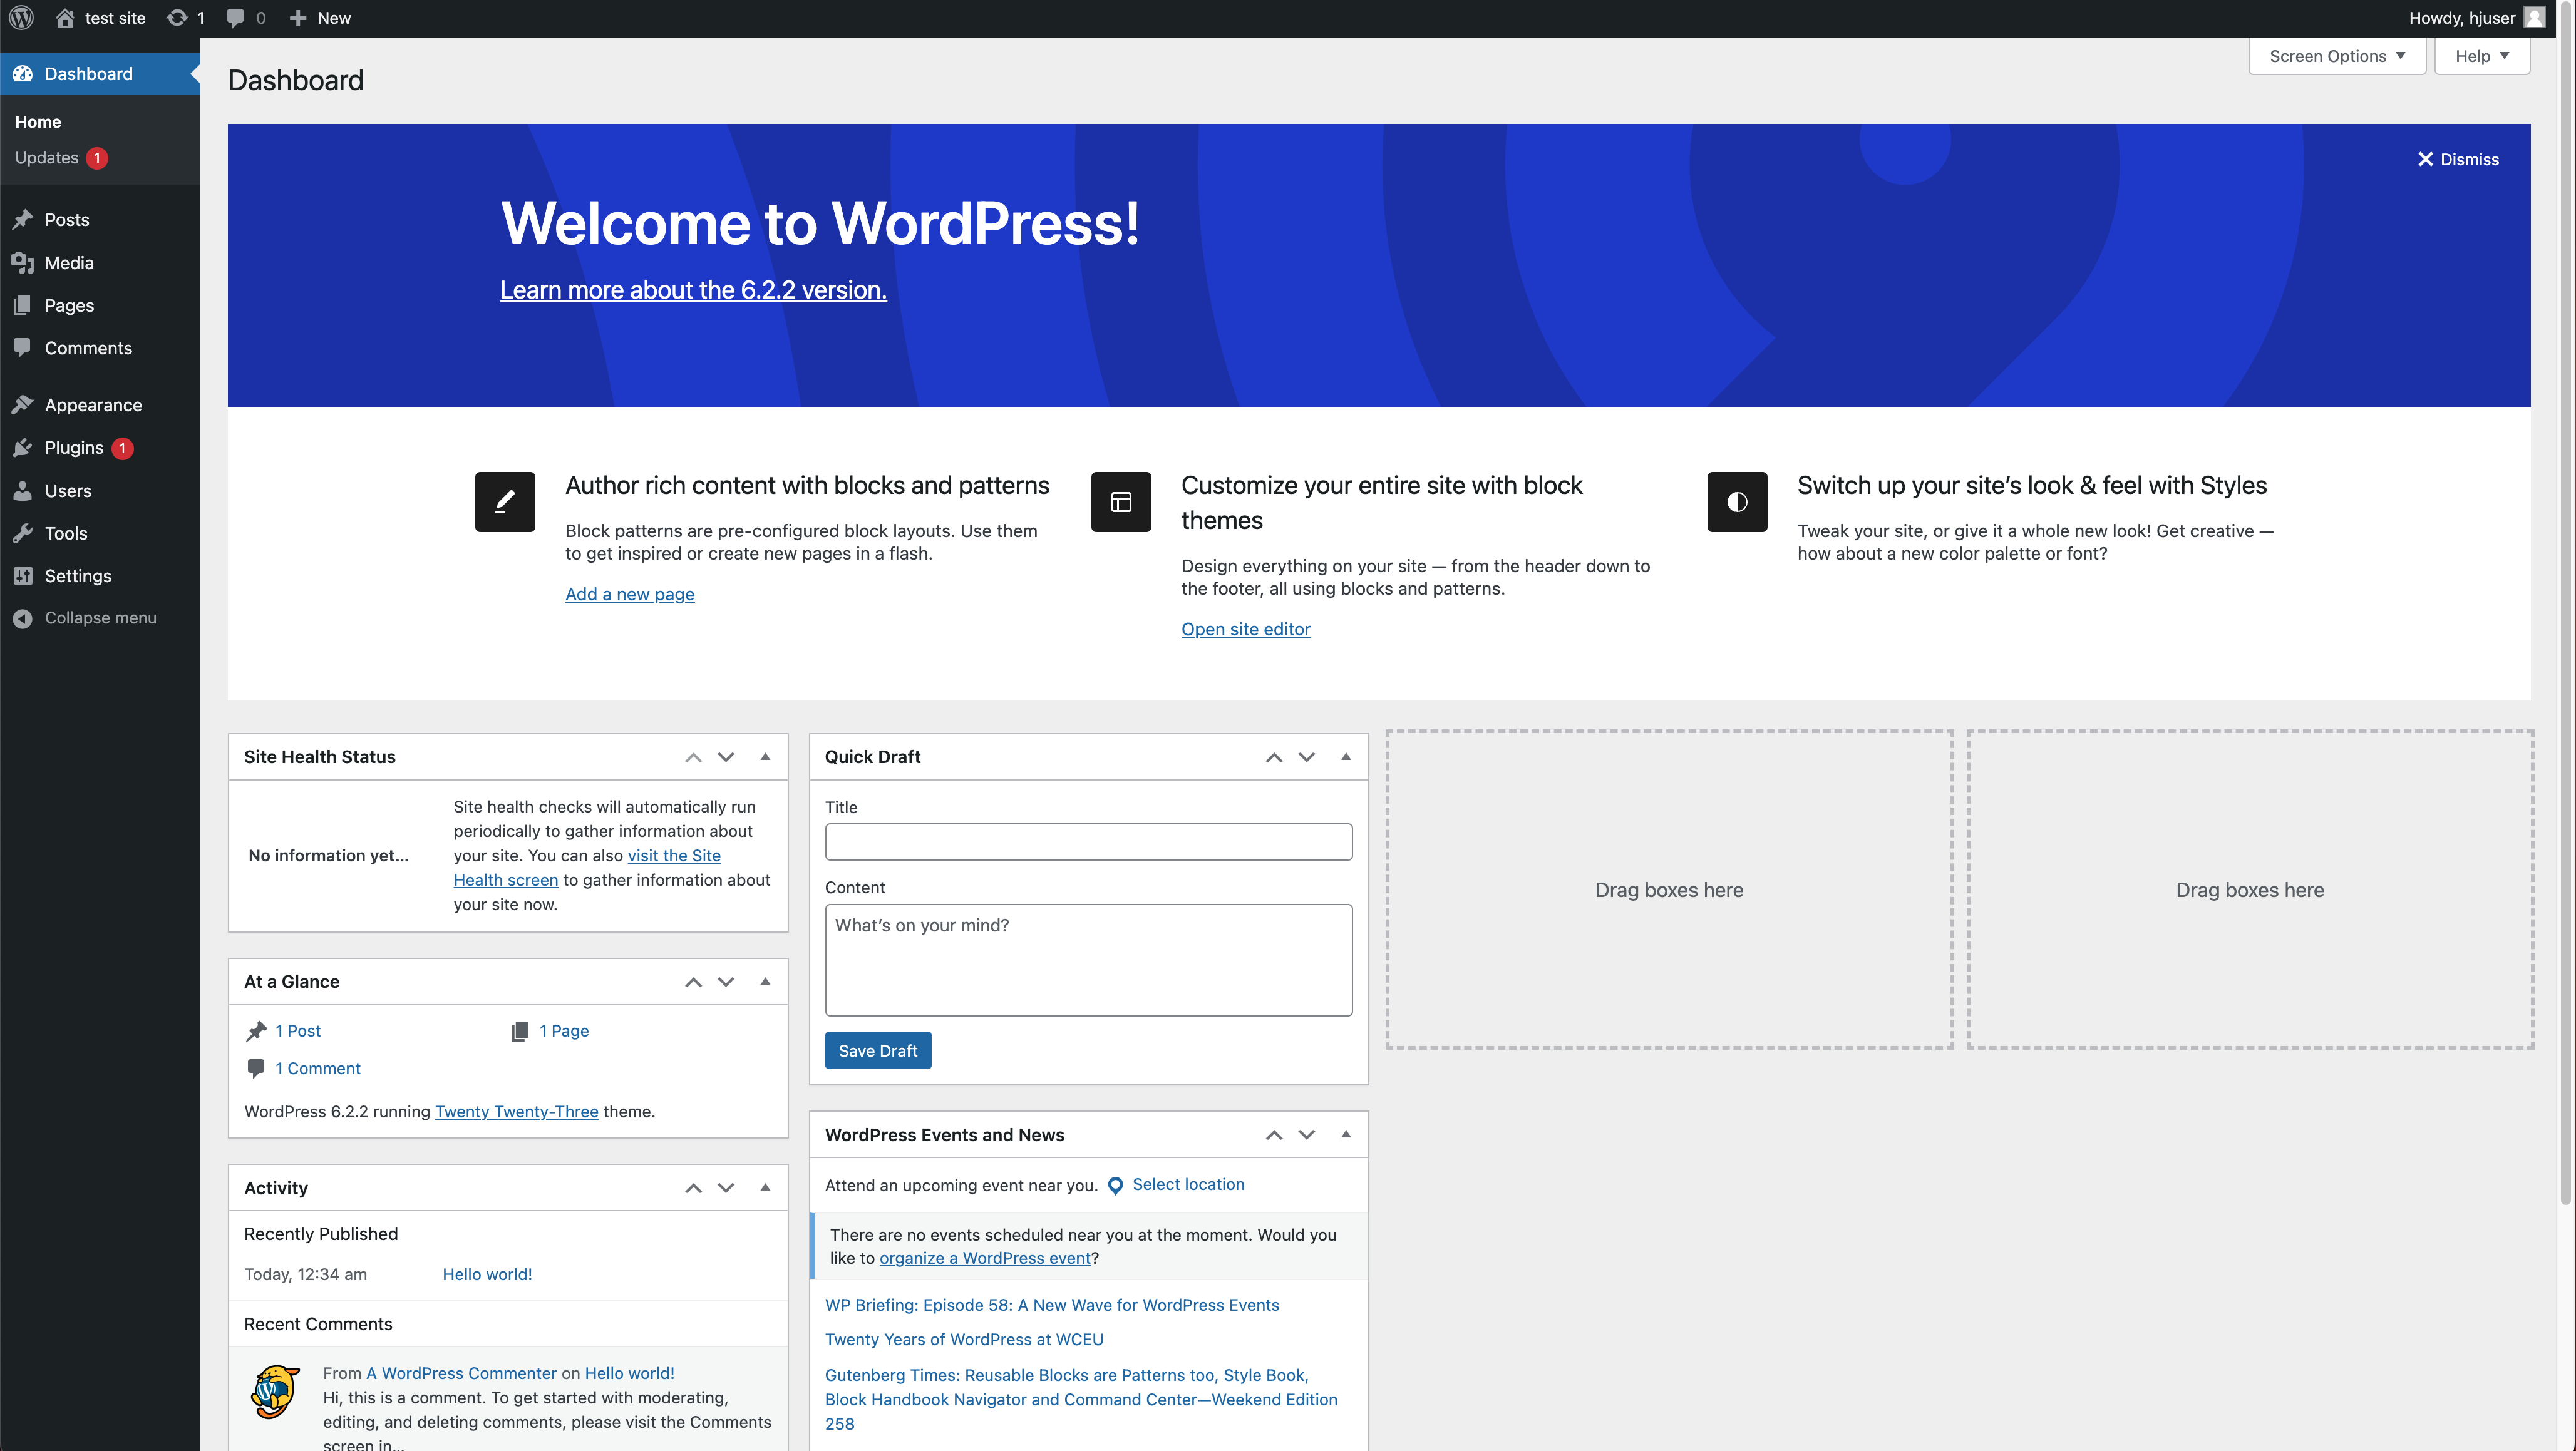 test site
1
0
New
Howdy, hjuser
Screen Options
Help
Dashboard
Home
Updates 1
Posts
Media
Pages
Comments
Appearance
Plugins 1
Users
Tools
Settings
Collapse menu
Dashboard
Dismiss
Welcome to WordPress!
Learn more about the 6.2.2 version.
Author rich content with blocks and patterns
Block patterns are pre-configured block layouts. Use them
to get inspired or create new pages in a flash.
Add a new page
Customize your entire site with block
themes
Design everything on your site — from the header down to
the footer, all using blocks and patterns.
Open site editor
Switch up your site’s look & feel with Styles
Tweak your site, or give it a whole new look! Get creative —
how about a new color palette or font?
Site Health Status
No information yet...
Site health checks will automatically run
periodically to gather information about
your site. You can also visit the Site
Health screen to gather information about
your site now.
At a Glance
1 Post
1 Page
1 Comment
WordPress 6.2.2 running Twenty Twenty-Three theme.
Activity
Recently Published
Today, 12:34 am
Hello world!
Recent Comments
From A WordPress Commenter on Hello world!
Hi, this is a comment. To get started with moderating,
editing, and deleting comments, please visit the Comments
screen in...
Quick Draft
Title
Content
What’s on your mind?
Save Draft
WordPress Events and News
Attend an upcoming event near you. Select location
There are no events scheduled near you at the moment. Would you
like to organize a WordPress event?
WP Briefing: Episode 58: A New Wave for WordPress Events
Twenty Years of WordPress at WCEU
Gutenberg Times: Reusable Blocks are Patterns too, Style Book,
Block Handbook Navigator and Command Center—Weekend Edition
258
Drag boxes here
Drag boxes here